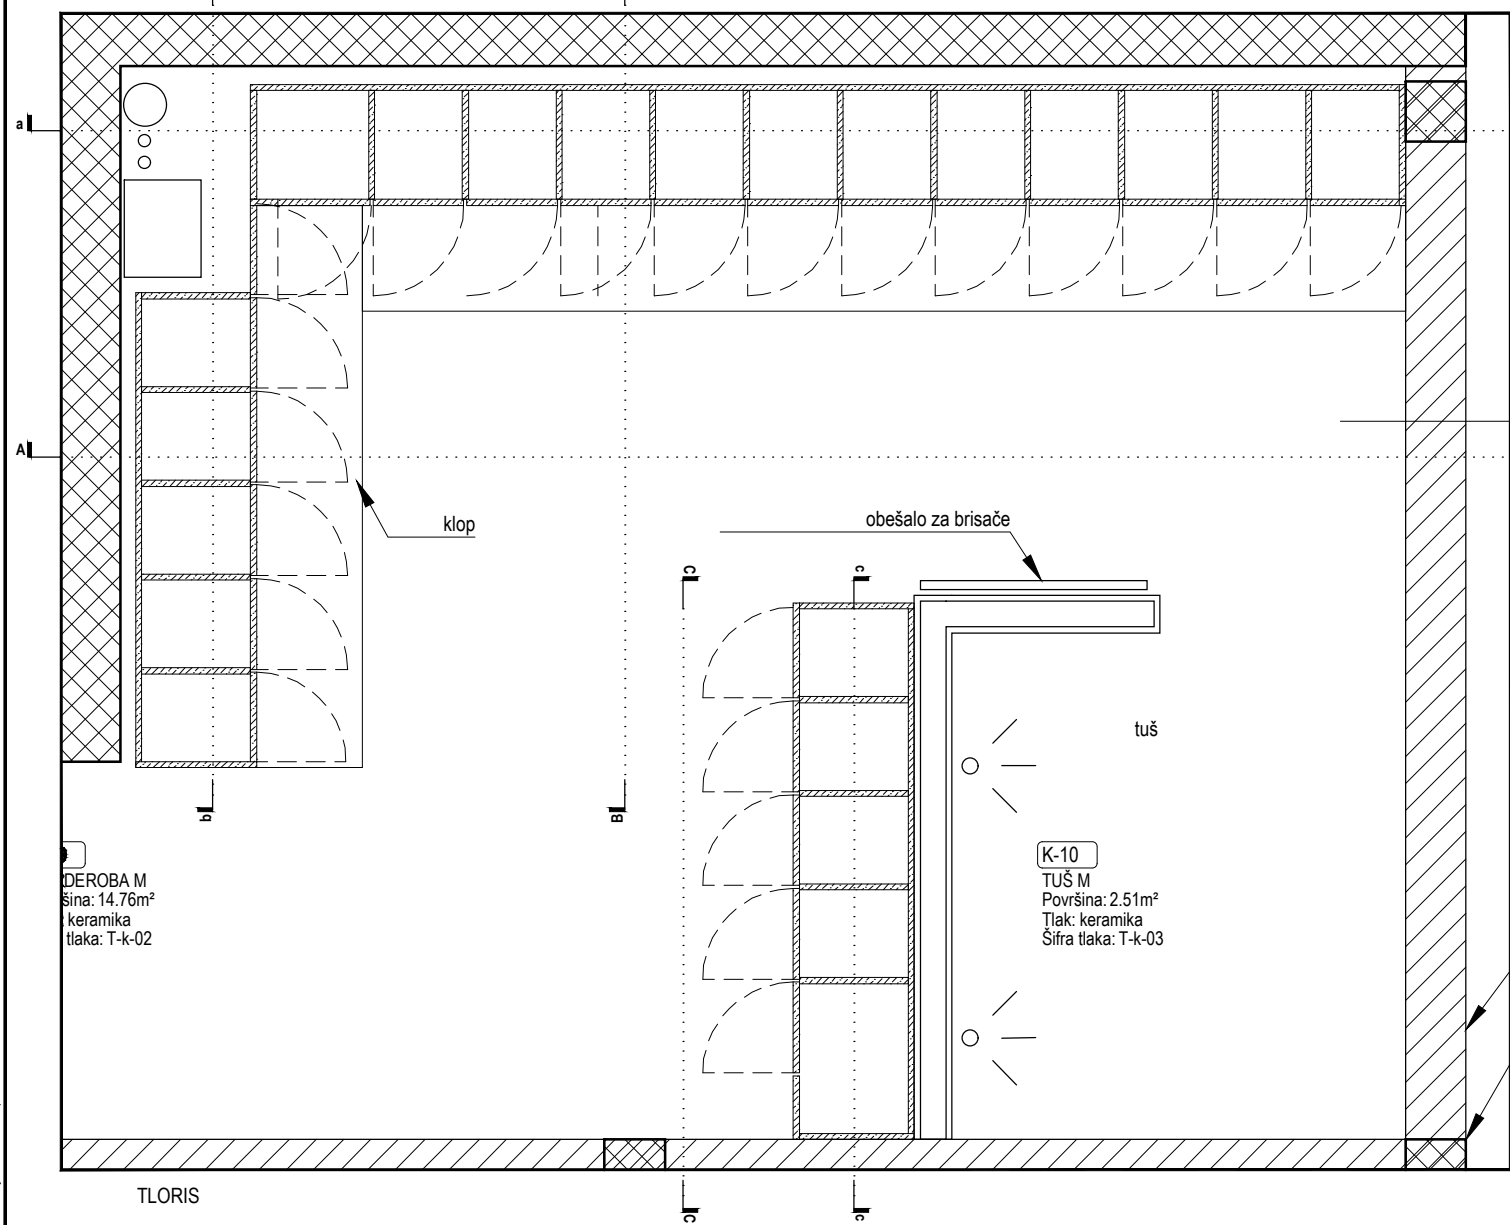 a
A
klop
obešalo za brisače
C
c
tuš
b
B
DEROBA M
šina: 14.76m²
: keramika
tlaka: T-k-02
K-10
TUŠ M
Površina: 2.51m²
Tlak: keramika
Šifra tlaka: T-k-03
TLORIS
C
c